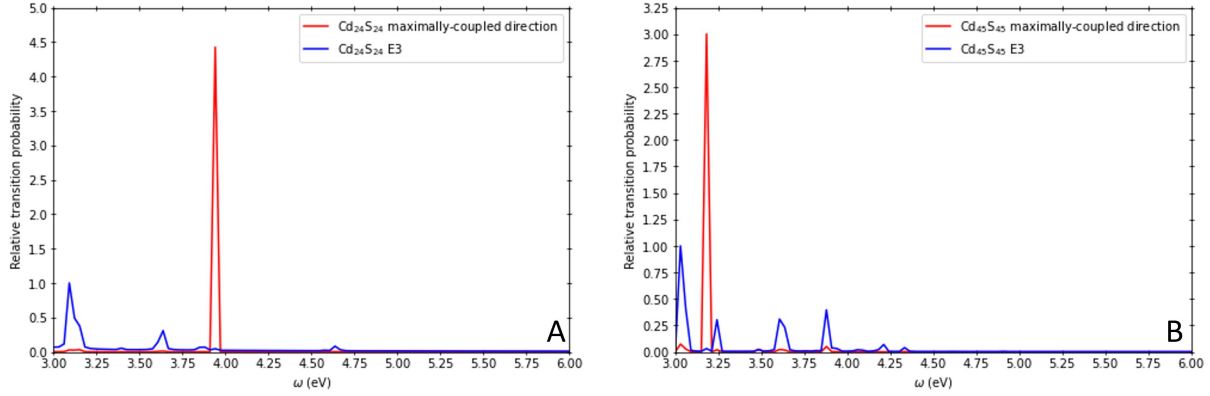 5.0
4.5
4.0
3.5
3.0
2.5
2.0
1.5
1.0
0.5
0.0
Relative transition probability
Cd₂₄S₂₄ maximally-coupled direction
Cd₂₄S₂₄ E3
A
3.00 3.25 3.50 3.75 4.00 4.25 4.50 4.75 5.00 5.25 5.50 5.75 6.00
ω (eV)
3.25
3.00
2.75
2.50
2.25
2.00
1.75
1.50
1.25
1.00
0.75
0.50
0.25
0.00
Relative transition probability
Cd₄₅S₄₅ maximally-coupled direction
Cd₄₅S₄₅ E3
B
3.00 3.25 3.50 3.75 4.00 4.25 4.50 4.75 5.00 5.25 5.50 5.75 6.00
ω (eV)